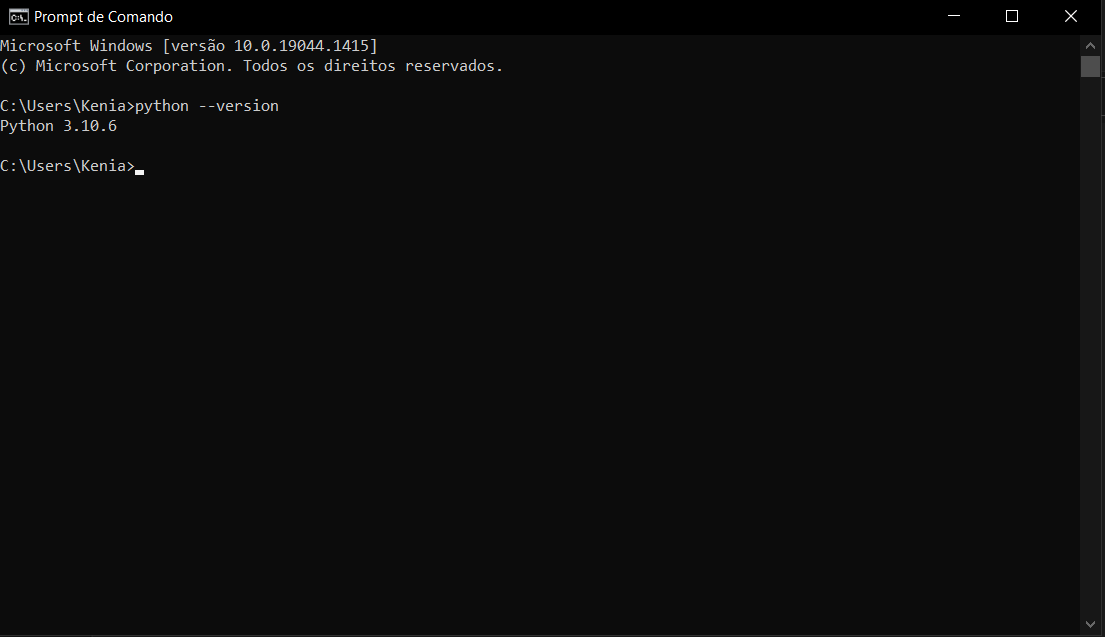 Prompt de Comando
Microsoft Windows [versão 10.0.19044.1415]
(c) Microsoft Corporation. Todos os direitos reservados.
C:\Users\Kenia>python --version
Python 3.10.6
C:\Users\Kenia>